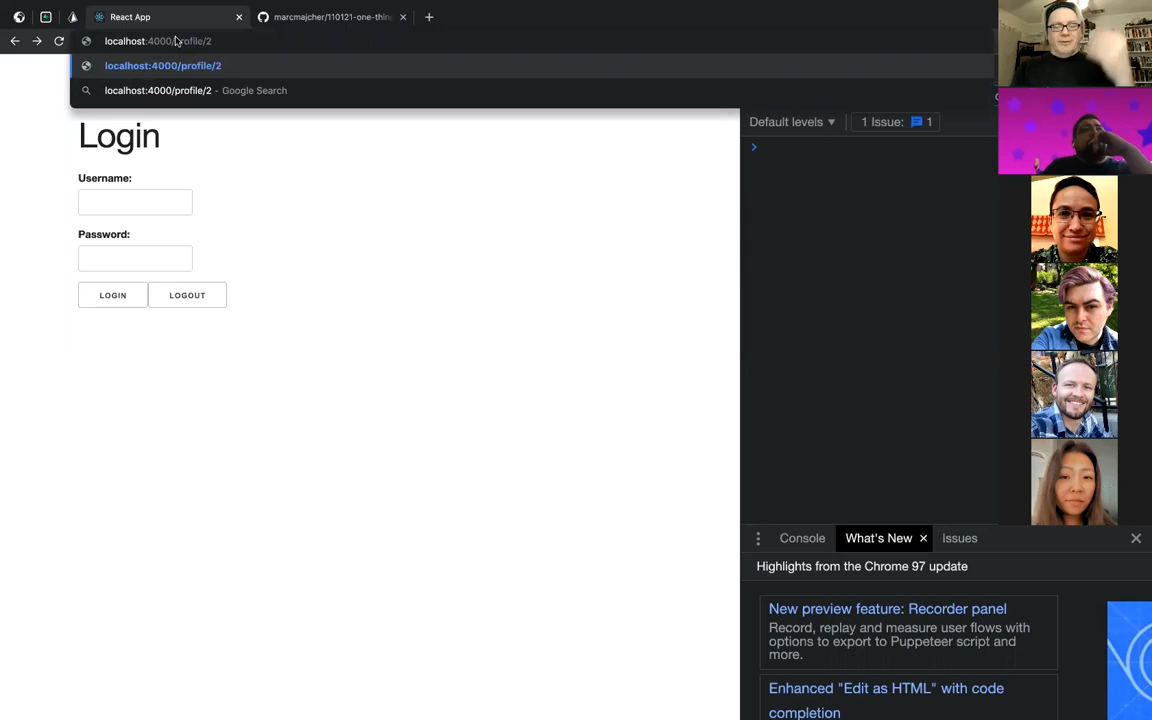 React App
marcmajcher/110121-one-thin
localhost:4000/profile/2
localhost:4000/profile/2
localhost:4000/profile/2 - Google Search
Default levels ▼
1 Issue: 1
Login
Username:
Password:
LOGIN
LOGOUT
Console
What's New
Issues
Highlights from the Chrome 97 update
New preview feature: Recorder panel
Record, replay and measure user flows with
options to export to Puppeteer script and
more.
Enhanced "Edit as HTML" with code
completion